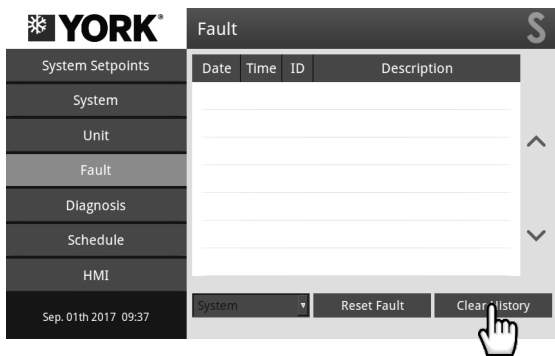 YORK®
Fault
S
System Setpoints
System
Unit
Fault
Diagnosis
Schedule
HMI
Sep. 01th 2017 09:37
Date Time ID Description
System
Reset Fault
Clear History